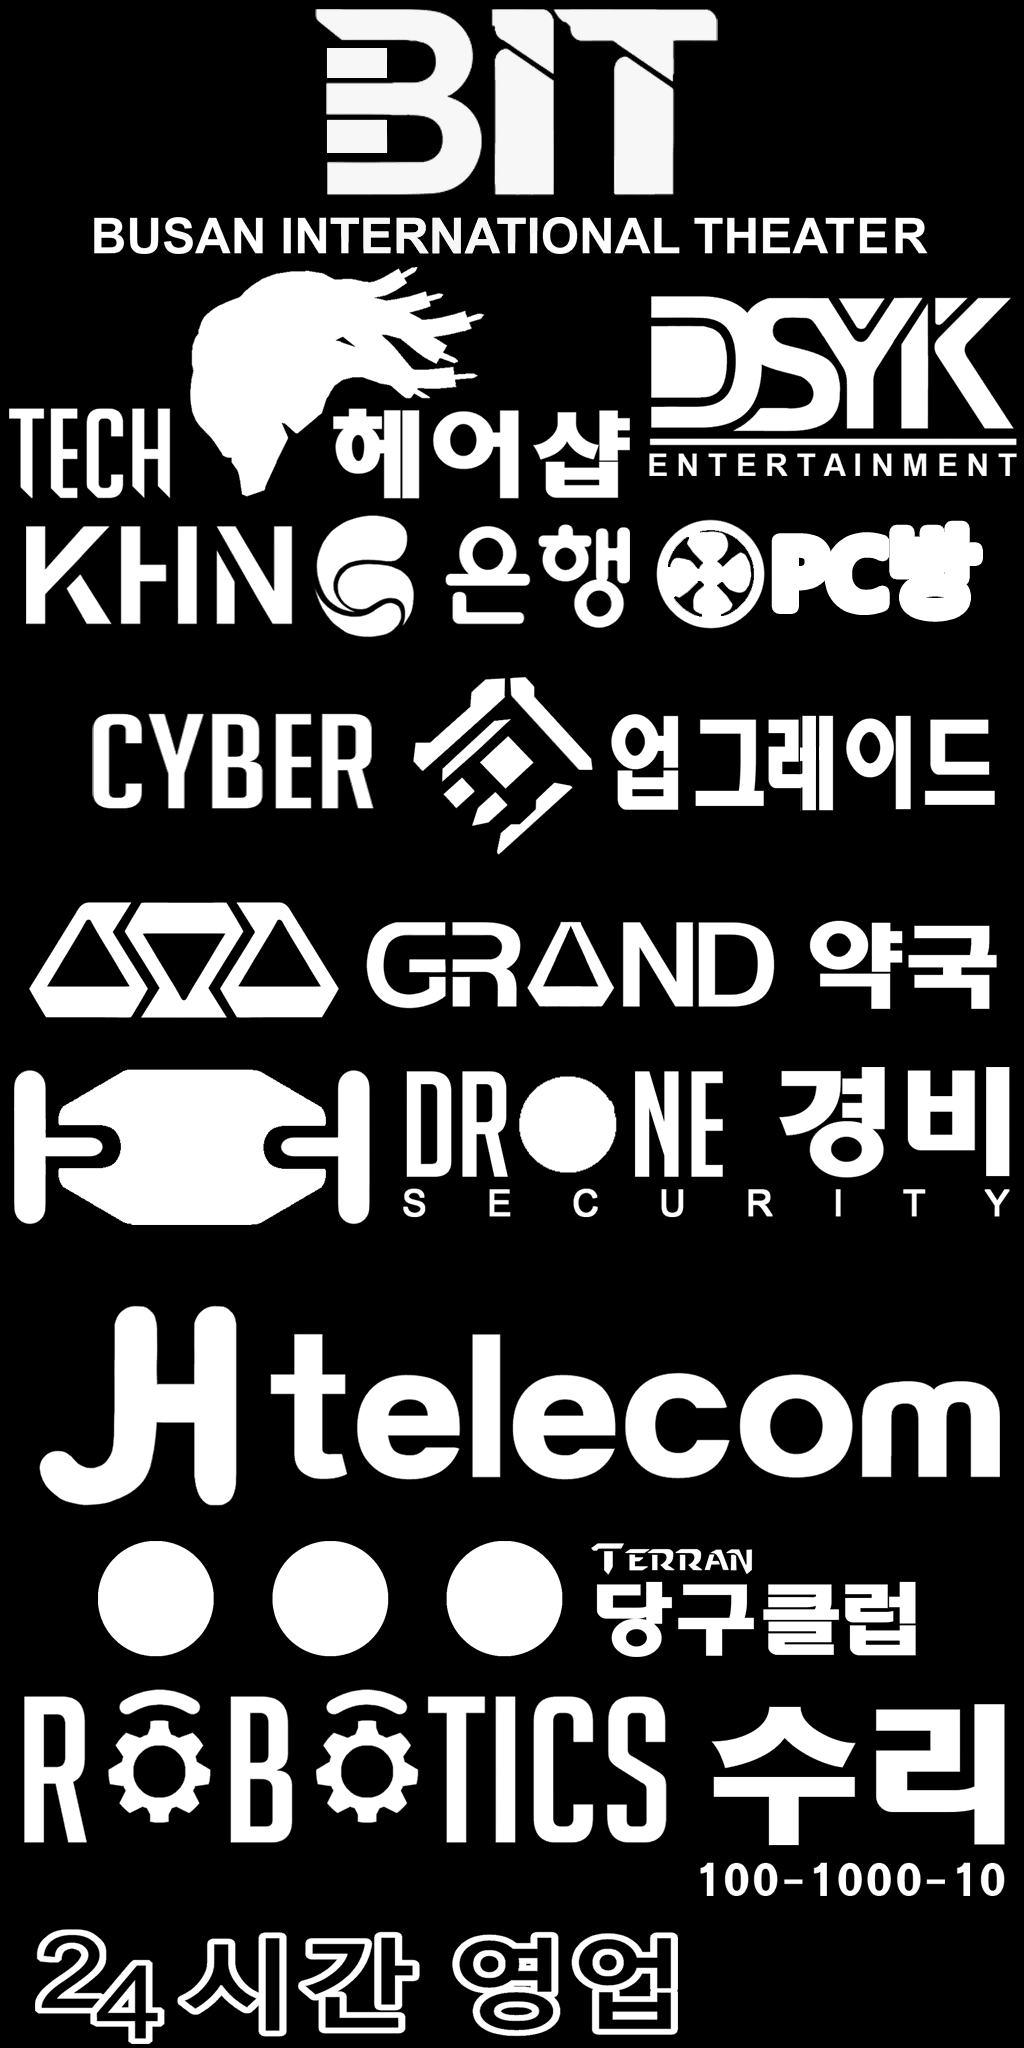 BIT
BUSAN INTERNATIONAL THEATER
TECH 헤어샵
DSYK
ENTERTAINMENT
KHN 은행
PC방
CYBER 업그레이드
GRAND 약국
DRONE 경비
SECURITY
JH telecom
TERRAN
당구클럽
ROBOTICS 수리
100-1000-10
24시간 영업